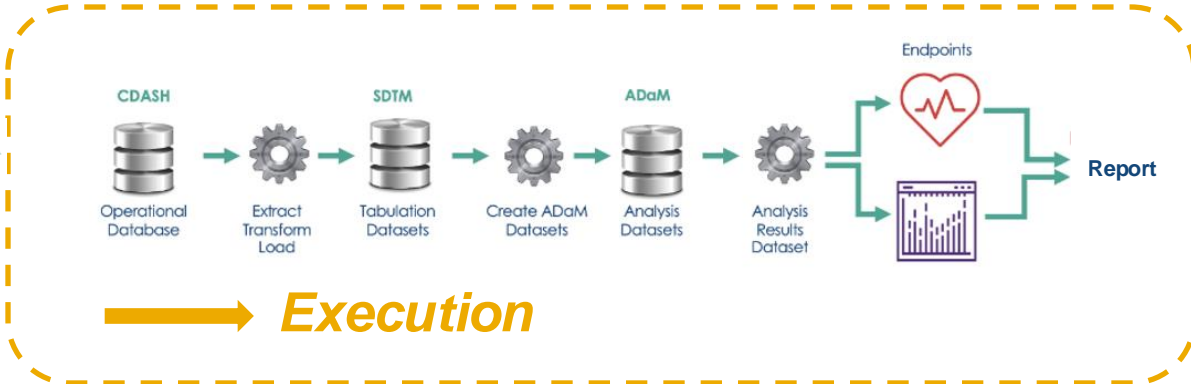 Endpoints
CDASH
SDTM
ADaM
Operational
Database
Extract
Transform
Load
Tabulation
Datasets
Create ADaM
Datasets
Analysis
Datasets
Analysis
Results
Dataset
Report
Execution